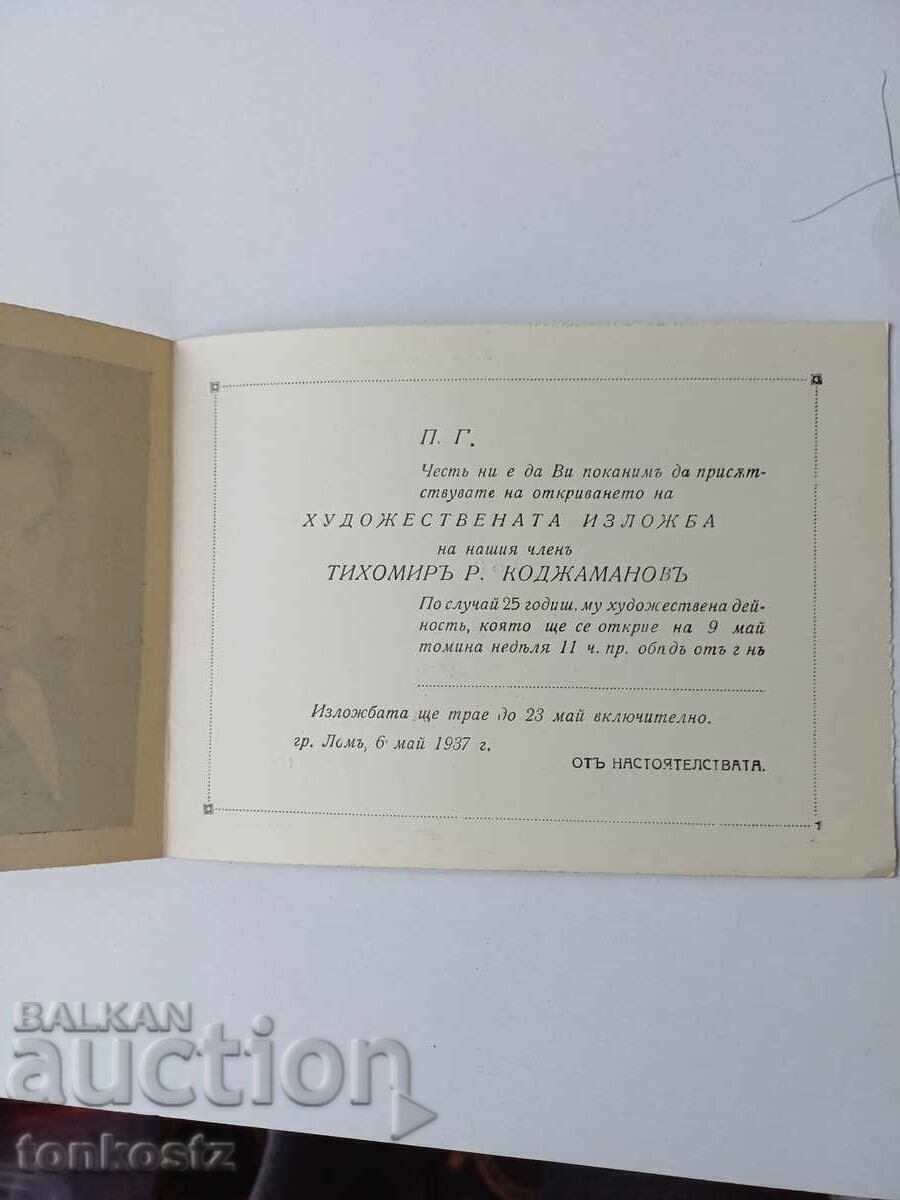 П. Г.
Честь ни е да Ви поканимъ да присѫт-
ствувате на откриването на
ХУДОЖЕСТВЕНАТА ИЗЛОЖБА
на нашия членъ
ТИХОМИРЪ Р. КОДЖАМАНОВЪ
По случай 25 годиш. му художествена дей-
ность, която ще се открие на 9 май
томина недѣля 11 ч. пр. обѣдъ отъ г нъ
Изложбата ще трае до 23 май включително.
гр. Ломъ, 6 май 1937 г.
ОТЪ НАСТОЯТЕЛСТВАТА.
BALKAN
auction
tonkostz